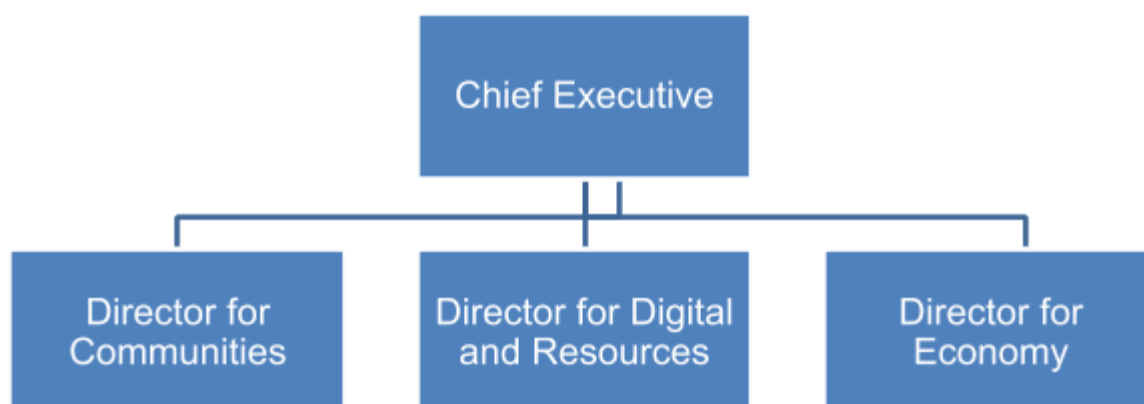 Chief Executive
Director for
Communities
Director for Digital
and Resources
Director for
Economy